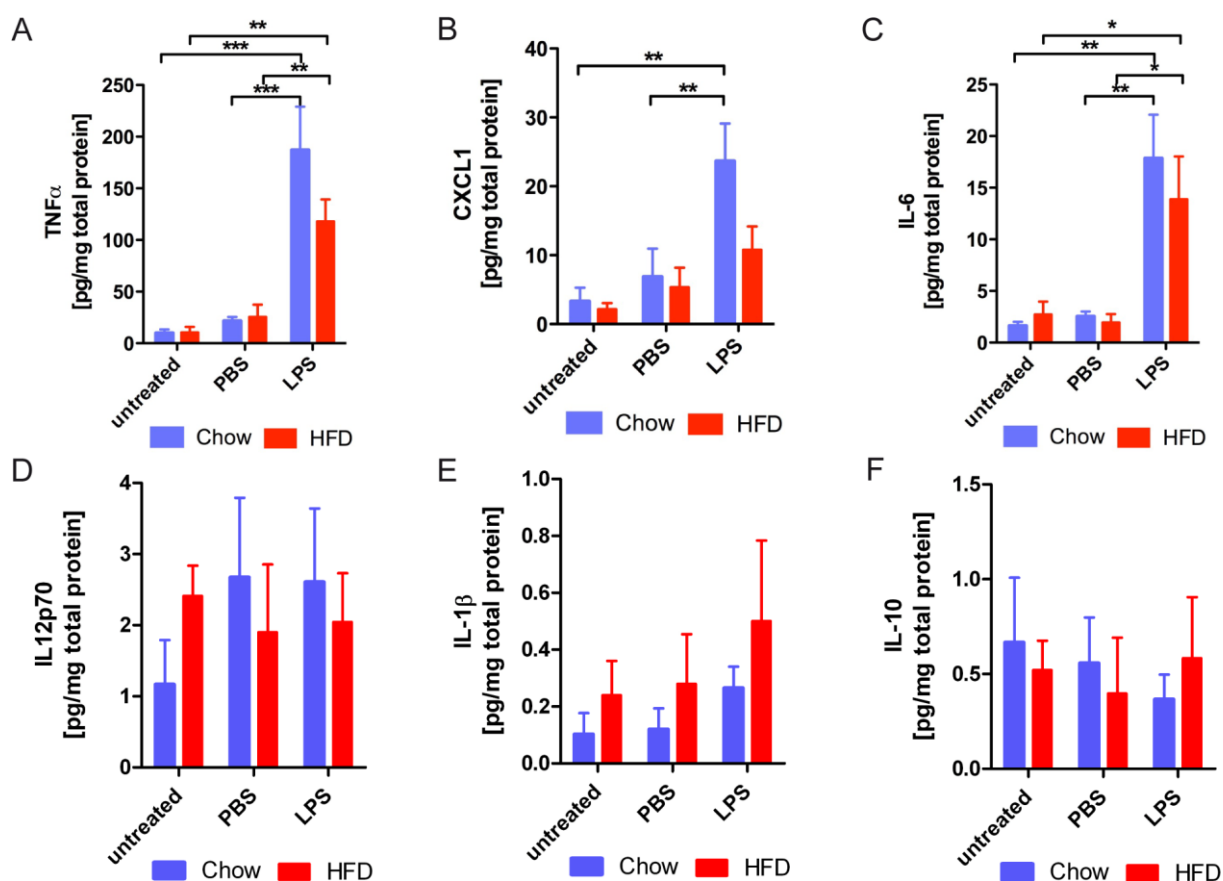 A
**
***
**
***
TNFα
[pg/mg total protein]
250
200
150
100
50
0
untreated
PBS
LPS
Chow HFD
B
**
**
CXCL1
[pg/mg total protein]
40
30
20
10
0
untreated
PBS
LPS
Chow HFD
C
*
**
*
**
IL-6
[pg/mg total protein]
25
20
15
10
5
0
untreated
PBS
LPS
Chow HFD
D
IL12p70
[pg/mg total protein]
4
3
2
1
0
untreated
PBS
LPS
Chow HFD
E
IL-1β
[pg/mg total protein]
1.0
0.8
0.6
0.4
0.2
0.0
untreated
PBS
LPS
Chow HFD
F
IL-10
[pg/mg total protein]
1.5
1.0
0.5
0.0
untreated
PBS
LPS
Chow HFD